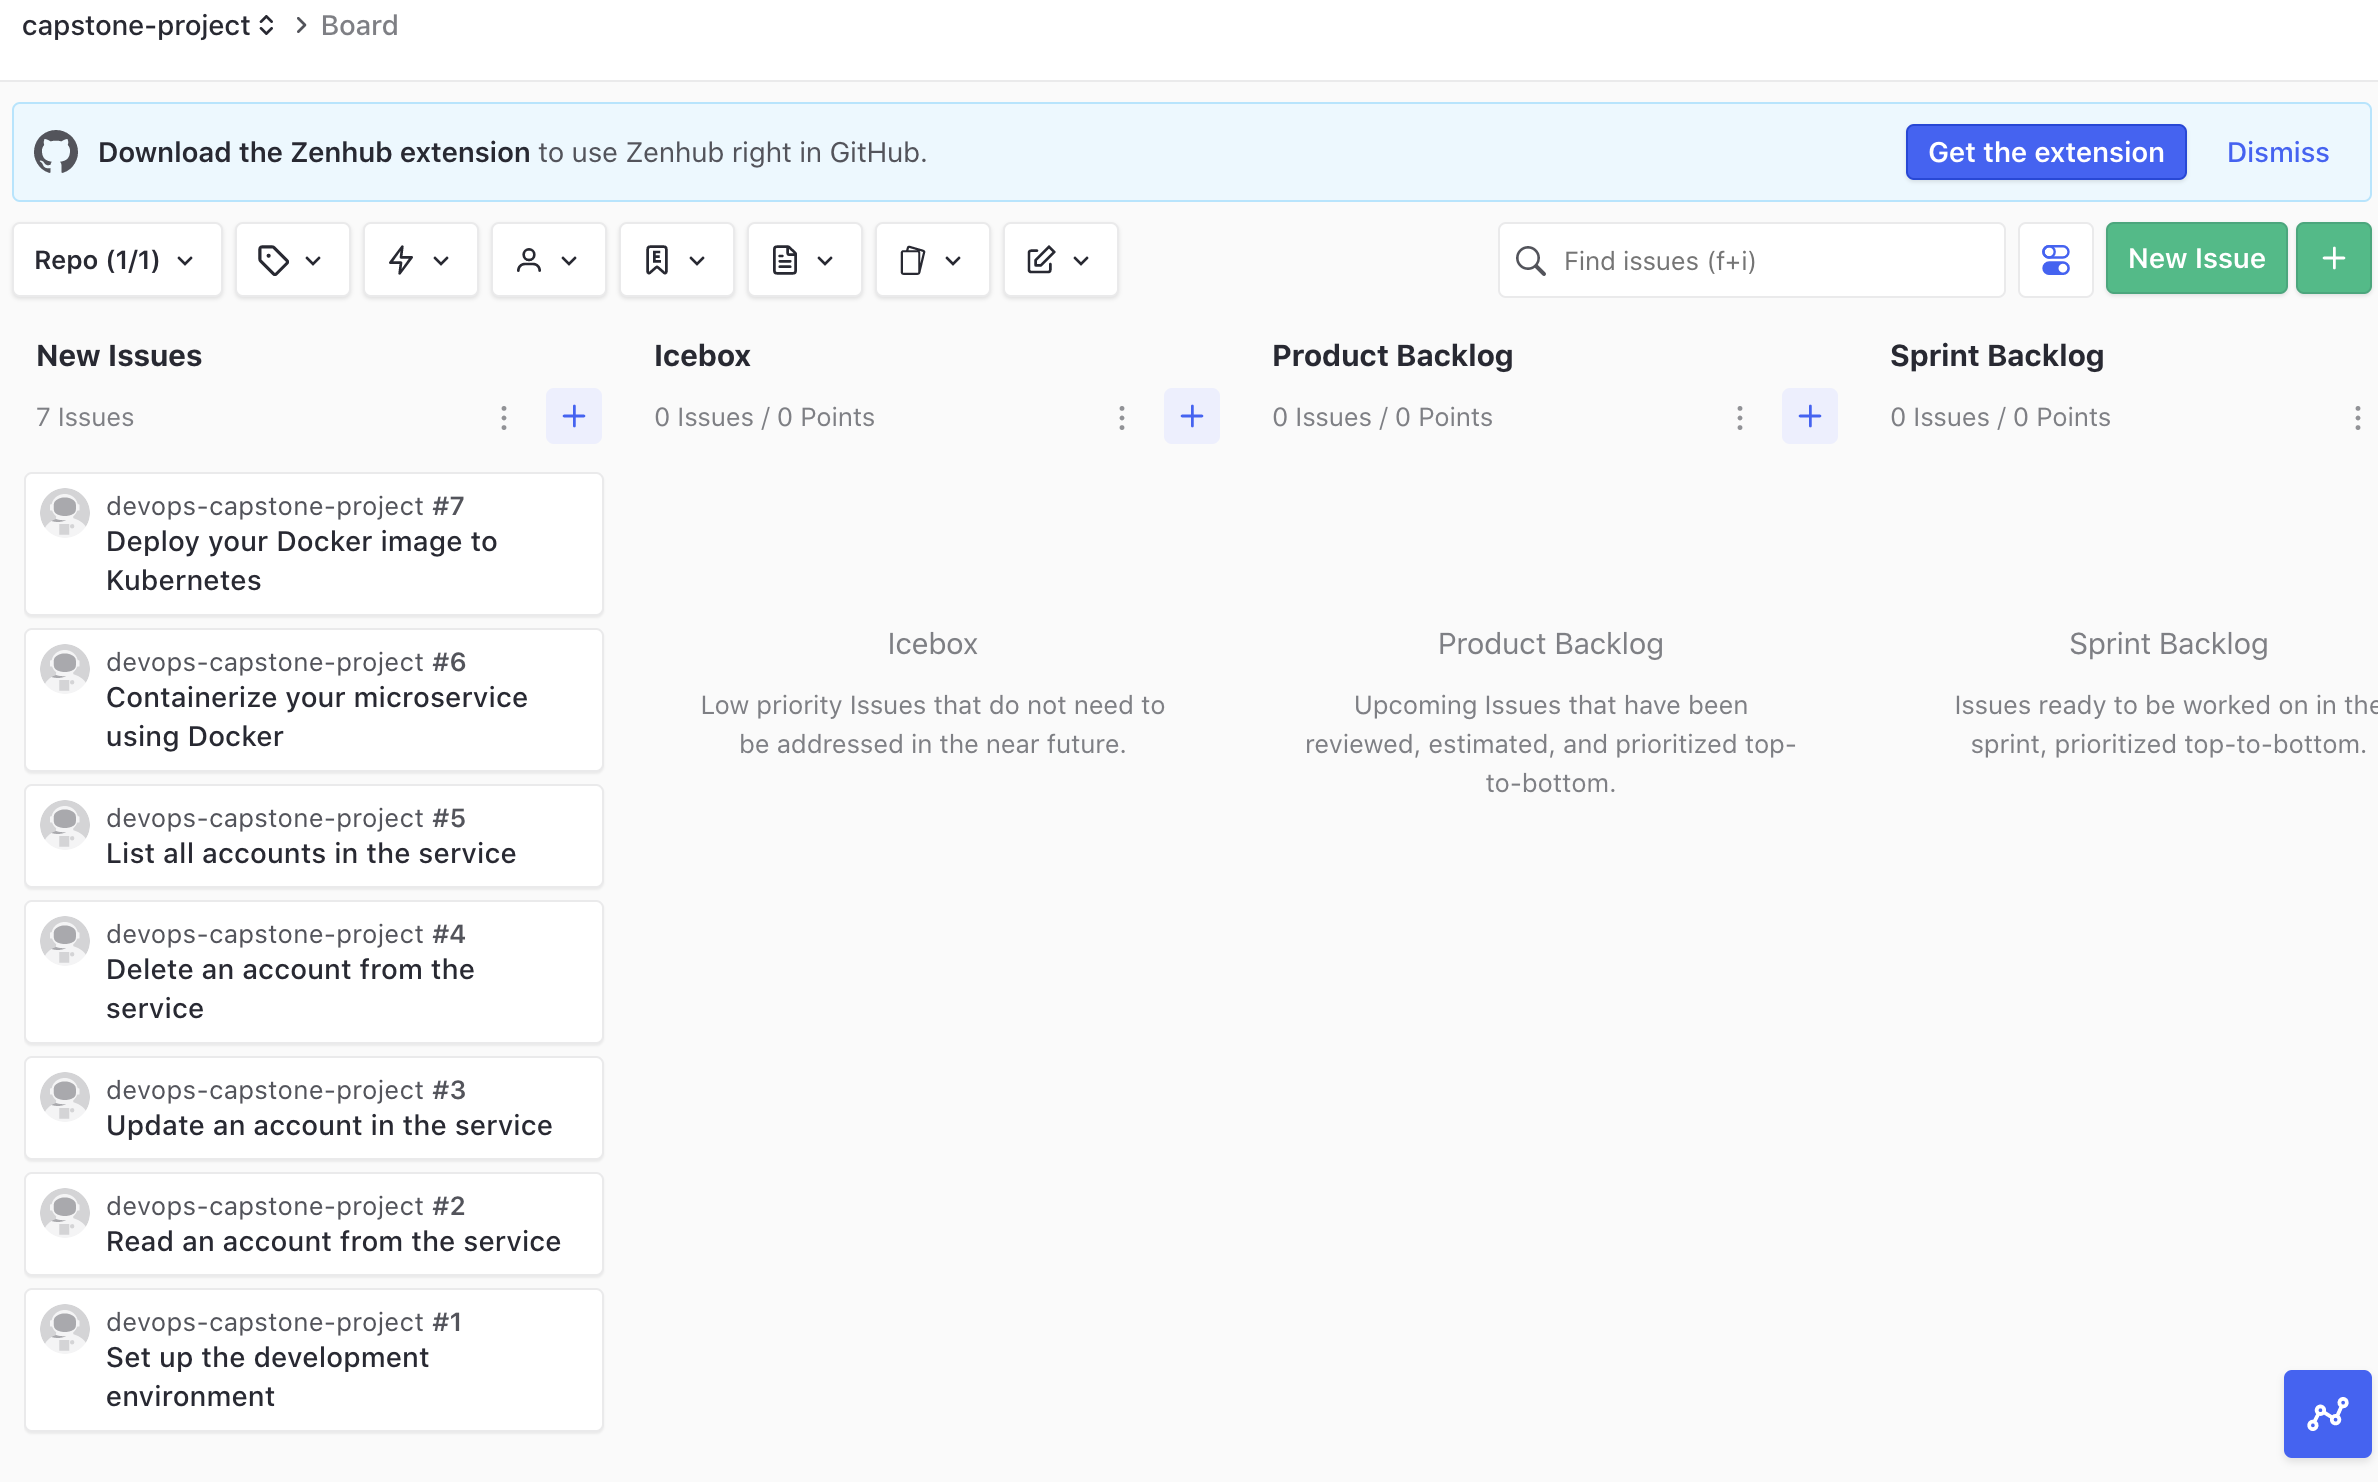 capstone-project > Board
Download the Zenhub extension to use Zenhub right in GitHub.
Get the extension
Dismiss
Repo (1/1)
E
Find issues (f+i)
New Issue
+
New Issues
7 Issues
+
devops-capstone-project #7
Deploy your Docker image to
Kubernetes
devops-capstone-project #6
Containerize your microservice
using Docker
devops-capstone-project #5
List all accounts in the service
devops-capstone-project #4
Delete an account from the
service
devops-capstone-project #3
Update an account in the service
devops-capstone-project #2
Read an account from the service
devops-capstone-project #1
Set up the development
environment
Icebox
0 Issues / 0 Points
+
Icebox
Low priority Issues that do not need to
be addressed in the near future.
Product Backlog
0 Issues / 0 Points
+
Product Backlog
Upcoming Issues that have been
reviewed, estimated, and prioritized top-
to-bottom.
Sprint Backlog
0 Issues / 0 Points
Sprint Backlog
Issues ready to be worked on in the
sprint, prioritized top-to-bottom.